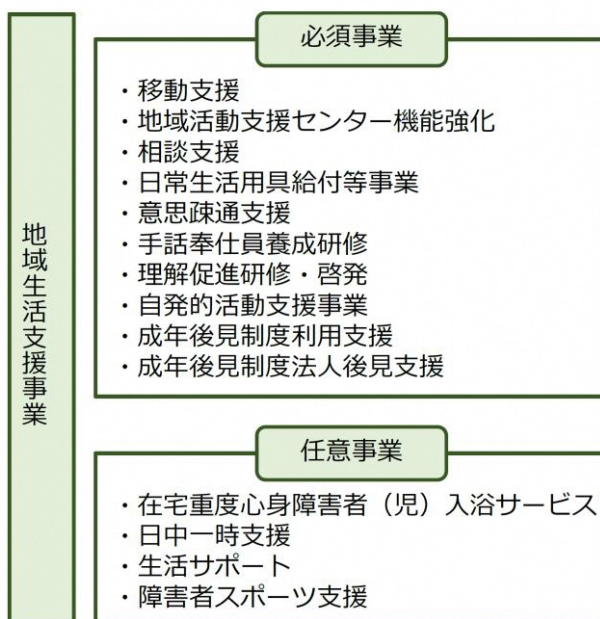 地域生活支援事業
必須事業
・移動支援
・地域活動支援センター機能強化
・相談支援
・日常生活用具給付等事業
・意思疎通支援
・手話奉仕員養成研修
・理解促進研修・啓発
・自発的活動支援事業
・成年後見制度利用支援
・成年後見制度法人後見支援
任意事業
・在宅重度心身障害者（児）入浴サービス
・日中一時支援
・生活サポート
・障害者スポーツ支援